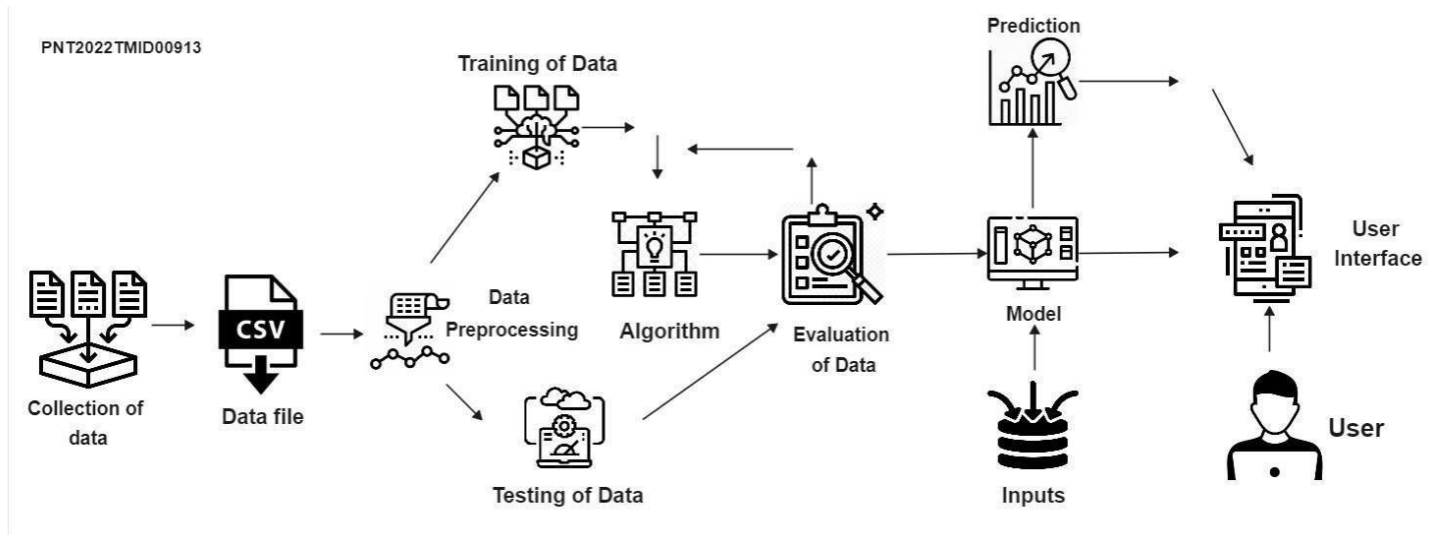 PNT2022TMID00913
Training of Data
Prediction
Data
Preprocessing
CSV
Collection of
data
Data file
Algorithm
Evaluation
of Data
Testing of Data
Model
Inputs
User
Interface
User